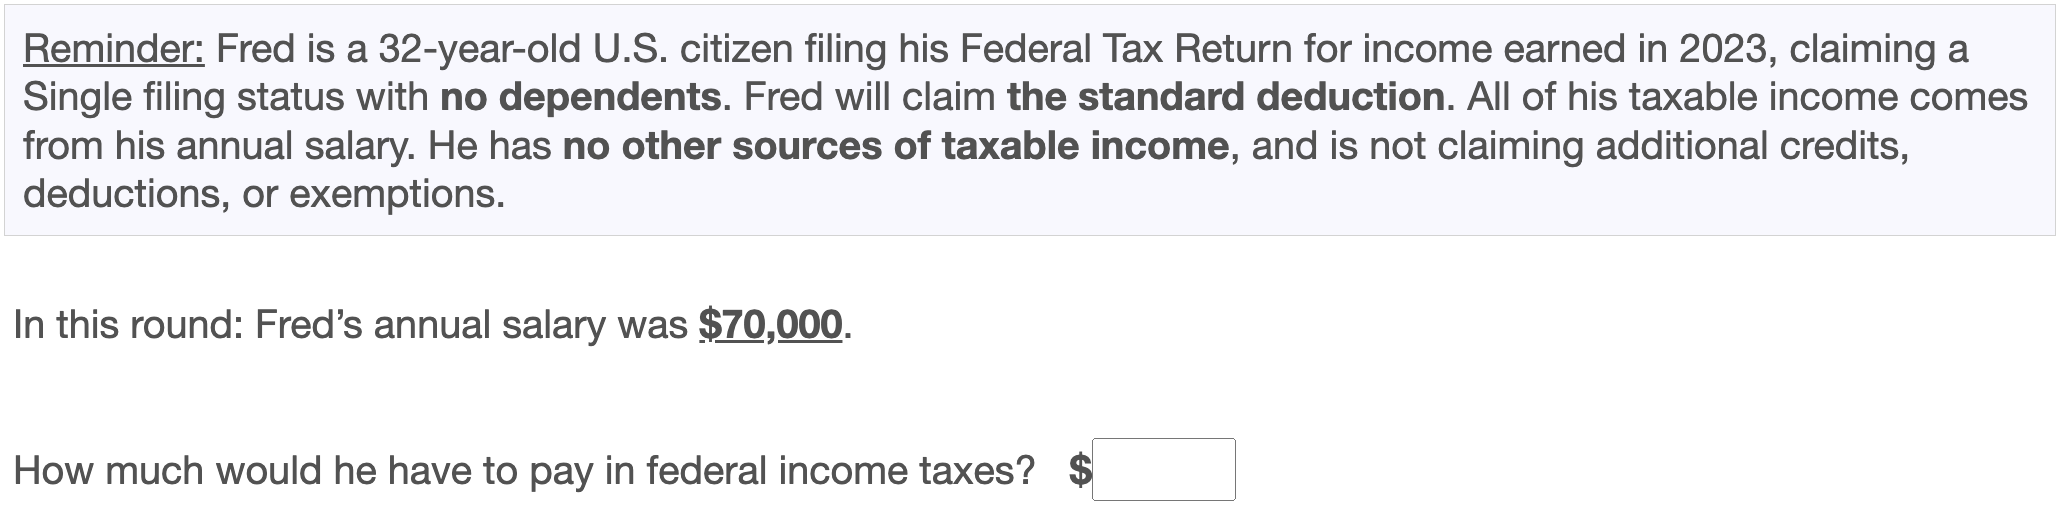 Reminder: Fred is a 32-year-old U.S. citizen filing his Federal Tax Return for income earned in 2023, claiming a
Single filing status with no dependents. Fred will claim the standard deduction. All of his taxable income comes
from his annual salary. He has no other sources of taxable income, and is not claiming additional credits,
deductions, or exemptions.
In this round: Fred’s annual salary was $70,000.
How much would he have to pay in federal income taxes? $